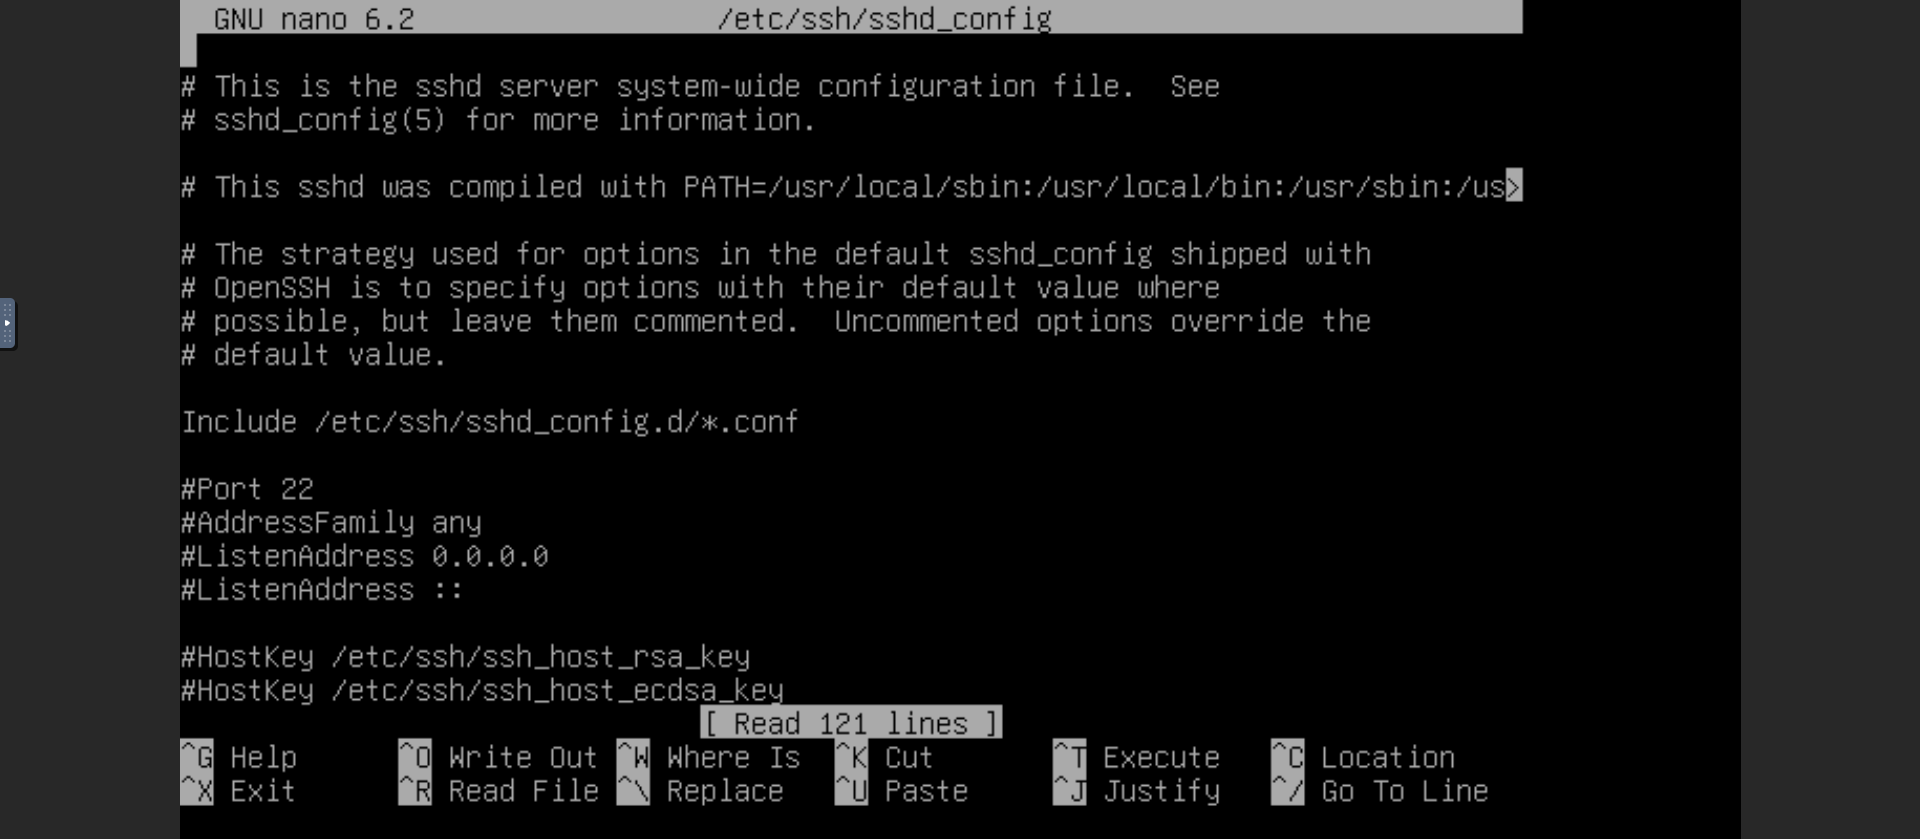 GNU nano 6.2 /etc/ssh/sshd_config
# This is the sshd server system-wide configuration file.  See
# sshd_config(5) for more information.
# This sshd was compiled with PATH=/usr/local/sbin:/usr/local/bin:/usr/sbin:/us>
# The strategy used for options in the default sshd_config shipped with
# OpenSSH is to specify options with their default value where
# possible, but leave them commented.  Uncommented options override the
# default value.
Include /etc/ssh/sshd_config.d/*.conf
#Port 22
#AddressFamily any
#ListenAddress 0.0.0.0
#ListenAddress ::
#HostKey /etc/ssh/ssh_host_rsa_key
#HostKey /etc/ssh/ssh_host_ecdsa_key
[ Read 121 lines ]
^G Help ^O Write Out ^W Where Is ^K Cut ^T Execute ^C Location
^X Exit ^R Read File ^\ Replace ^U Paste ^J Justify ^/ Go To Line